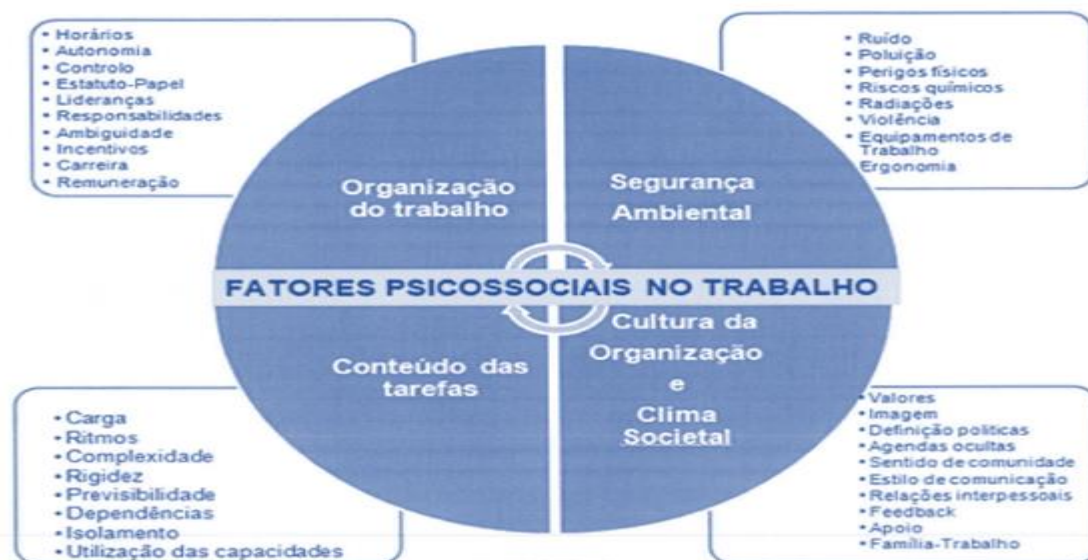 • Horários
• Autonomia
• Controlo
• Estatuto-Papel
• Lideranças
• Responsabilidades
• Ambiguidade
• Incentivos
• Carreira
• Remuneração
• Ruído
• Poluição
• Perigos físicos
• Riscos químicos
• Radiações
• Violência
• Equipamentos de
Trabalho
• Ergonomia
Organização
do trabalho
Segurança
Ambiental
FATORES PSICOSSOCIAIS NO TRABALHO
Conteúdo das
tarefas
Cultura da
Organização
e
Clima
Societal
• Carga
• Ritmos
• Complexidade
• Rigidez
• Previsibilidade
• Dependências
• Isolamento
• Utilização das capacidades
• Valores
• Imagem
• Definição politicas
• Agendas ocultas
• Sentido de comunidade
• Estilo de comunicação
• Relações interpessoais
• Feedback
• Apoio
• Família-Trabalho